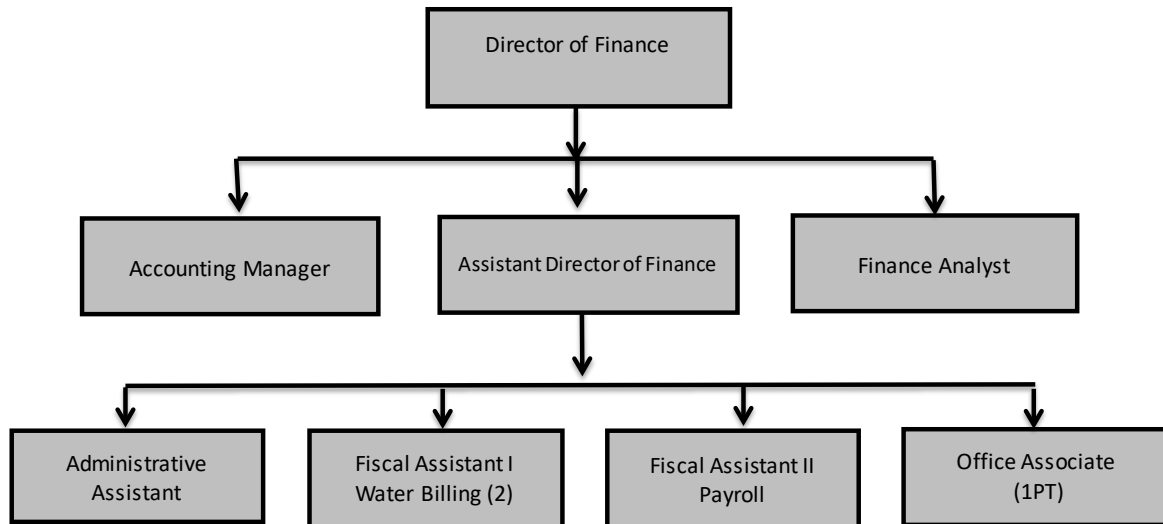 Director of Finance
Accounting Manager
Assistant Director of Finance
Finance Analyst
Administrative
Assistant
Fiscal Assistant I
Water Billing (2)
Fiscal Assistant II
Payroll
Office Associate
(1PT)